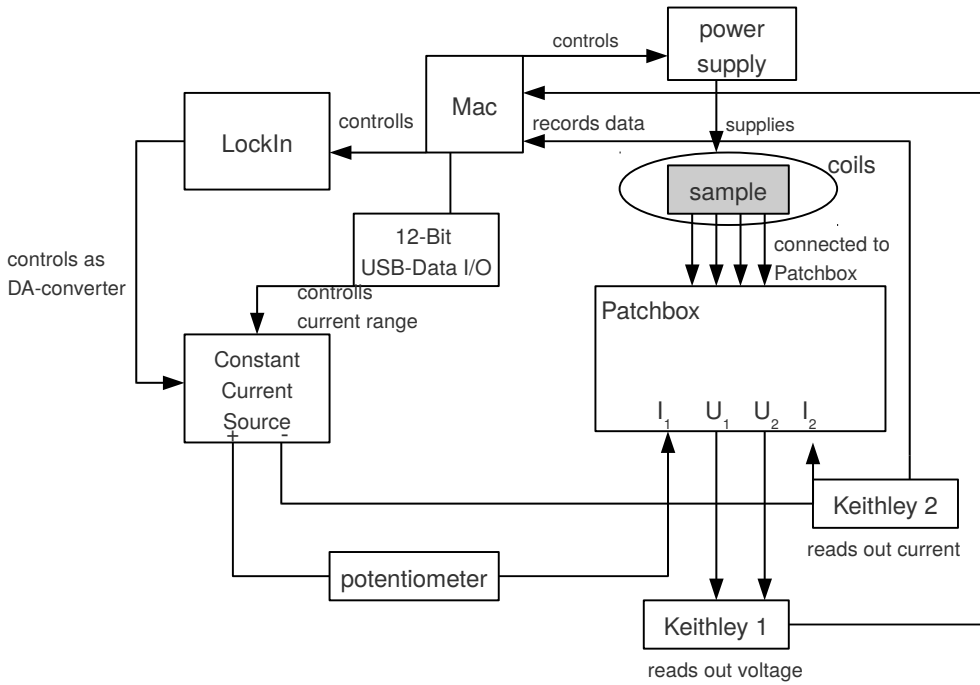 power
supply
controls
Mac
controlls
records data
supplies
LockIn
coils
sample
12-Bit
USB-Data I/O
connected to
Patchbox
controls as
DA-converter
controlls
current range
Patchbox
Constant
Current
Source
+ -
I₁ U₁ U₂ I₂
Keithley 2
reads out current
potentiometer
Keithley 1
reads out voltage